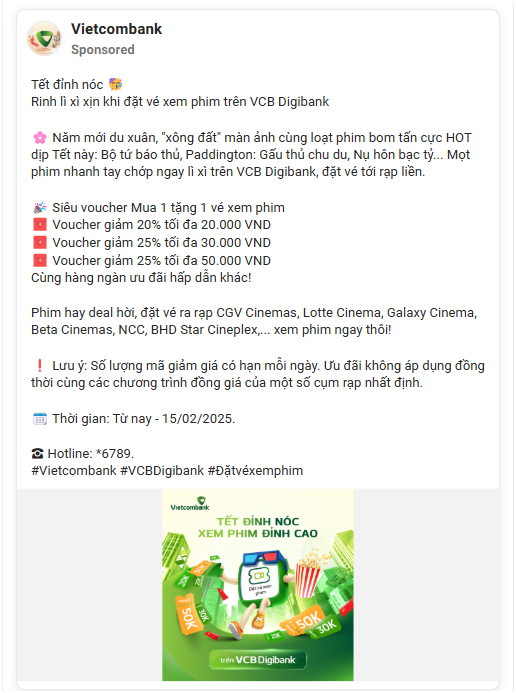 Vietcombank
Sponsored
Tết đỉnh nóc
Rinh lì xì xịn khi đặt vé xem phim trên VCB Digibank
Năm mới du xuân, "xông đất" màn ảnh cùng loạt phim bom tấn cực HOT
dịp Tết này: Bộ tứ báo thủ, Paddington: Gấu thủ chu du, Nụ hôn bạc tỷ... Mọt
phim nhanh tay chớp ngay lì xì trên VCB Digibank, đặt vé tới rạp liền.
Siêu voucher Mua 1 tặng 1 vé xem phim
Voucher giảm 20% tối đa 20.000 VND
Voucher giảm 25% tối đa 30.000 VND
Voucher giảm 25% tối đa 50.000 VND
Cùng hàng ngàn ưu đãi hấp dẫn khác!
Phim hay deal hời, đặt vé ra rạp CGV Cinemas, Lotte Cinema, Galaxy Cinema,
Beta Cinemas, NCC, BHD Star Cineplex,... xem phim ngay thôi!
❗ Lưu ý: Số lượng mã giảm giá có hạn mỗi ngày. Ưu đãi không áp dụng đồng
thời cùng các chương trình đồng giá của một số cụm rạp nhất định.
Thời gian: Từ nay - 15/02/2025.
Hotline: *6789.
#Vietcombank #VCBDigibank #Đặtvéxemphim
Vietcombank
TẾT ĐỈNH NÓC
XEM PHIM ĐỈNH CAO
Đặt vé xem
phim
50K
30K
50K
30K
trên VCB Digibank